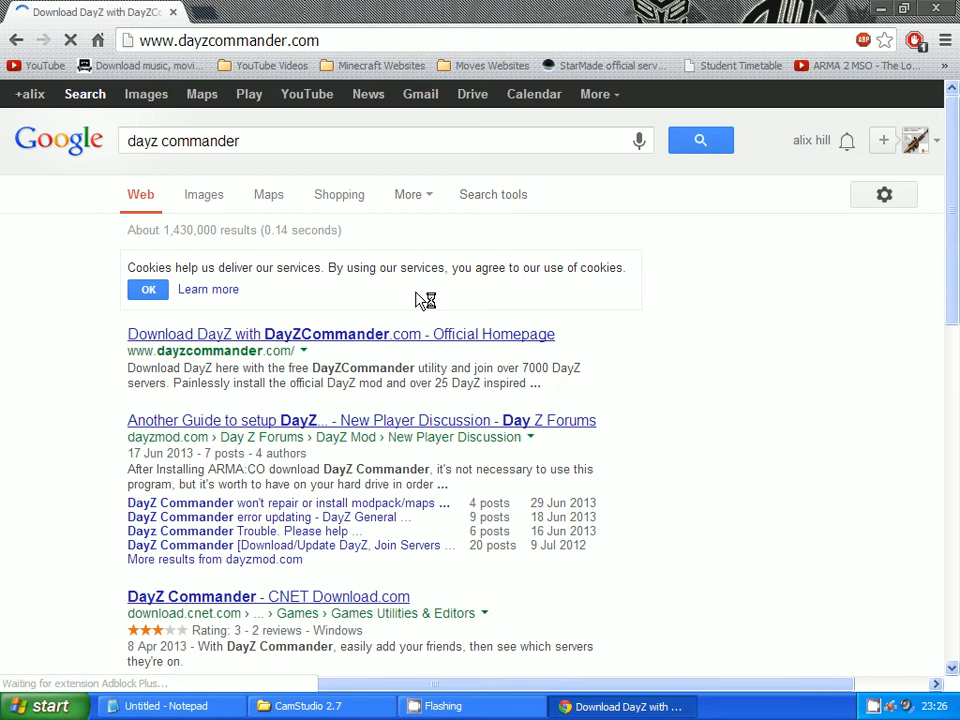 Download DayZ with DayZCo
www.dayzcommander.com
ABP
1
YouTube
Download music, movi...
YouTube Videos
Minecraft Websites
Moves Websites
StarMade official serv...
Student Timetable
ARMA 2 MSO - The Lo...
»
+alix
Search
Images
Maps
Play
YouTube
News
Gmail
Drive
Calendar
More
Google
dayz commander
alix hill
Web
Images
Maps
Shopping
More
Search tools
About 1,430,000 results (0.14 seconds)
Cookies help us deliver our services. By using our services, you agree to our use of cookies.
OK
Learn more
Download DayZ with DayZCommander.com - Official Homepage
www.dayzcommander.com/
Download DayZ here with the free DayZCommander utility and join over 7000 DayZ
servers. Painlessly install the official DayZ mod and over 25 DayZ inspired ...
Another Guide to setup DayZ... - New Player Discussion - Day Z Forums
dayzmod.com › Day Z Forums › DayZ Mod › New Player Discussion
17 Jun 2013 - 7 posts - 4 authors
After Installing ARMA:CO download DayZ Commander, it's not necessary to use this
program, but it's worth to have on your hard drive in order ...
DayZ Commander won't repair or install modpack/maps ... 4 posts 29 Jun 2013
DayZ Commander error updating - DayZ General ... 9 posts 18 Jun 2013
DayZ Commander Trouble. Please help ... 6 posts 16 Jun 2013
DayZ Commander [Download/Update DayZ, Join Servers ... 20 posts 9 Jul 2012
More results from dayzmod.com
DayZ Commander - CNET Download.com
download.cnet.com › ... › Games › Games Utilities & Editors
Rating: 3 - 2 reviews - Windows
8 Apr 2013 - With DayZ Commander, easily add your friends, then see which servers
they're on.
Waiting for extension Adblock Plus...
start
Untitled - Notepad
CamStudio 2.7
Flashing
Download DayZ with ...
23:26